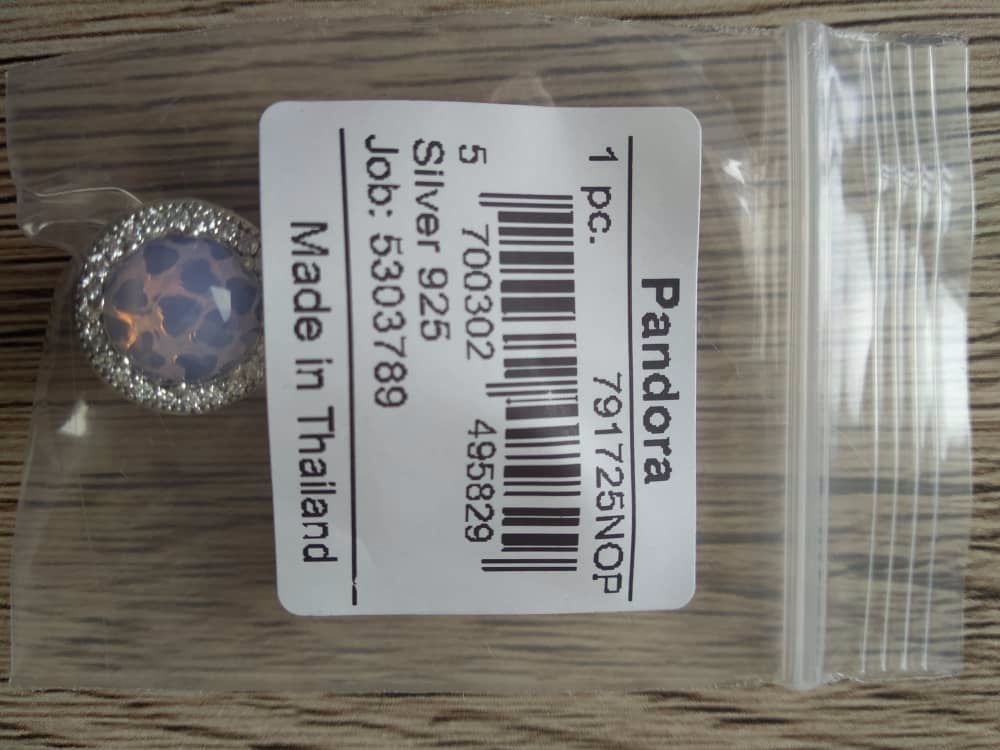 Pandora
791725NOP
1 pc.
5 700302 495829
Silver 925
Job: 5303789
Made in Thailand